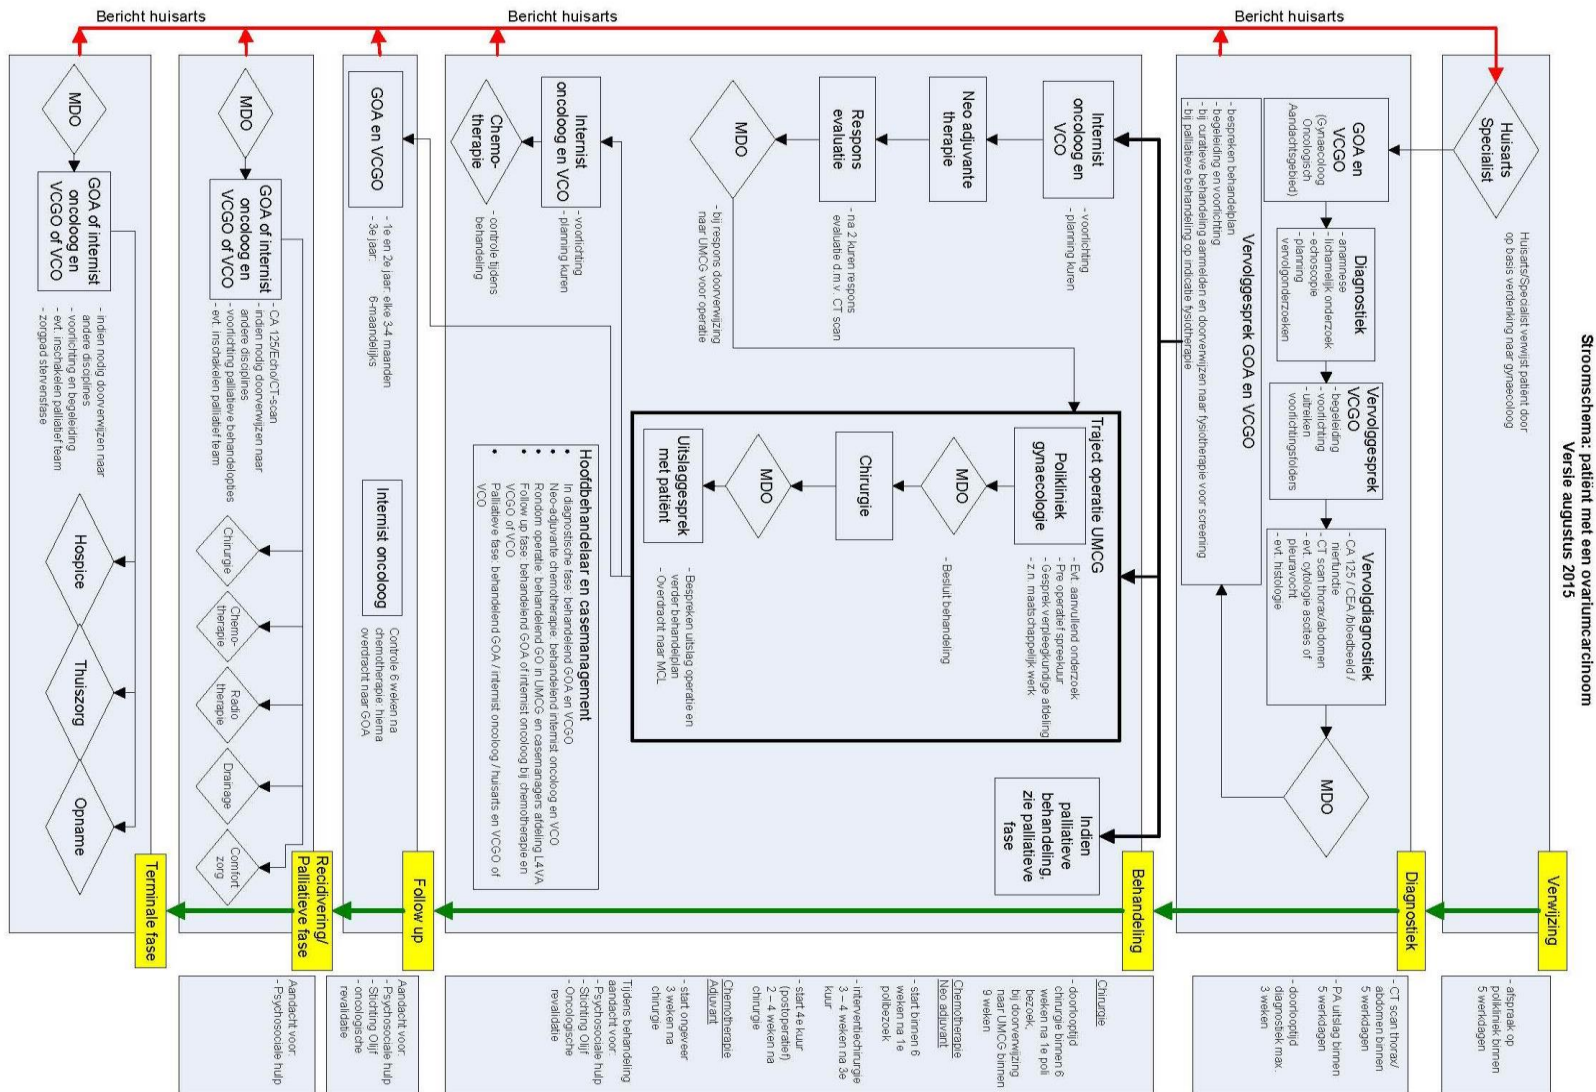 Stroomschema: patiënt met een ovariumcarcinoom
Versie augustus 2015
Bericht huisarts
Bericht huisarts
Bericht huisarts
Verwijzing
Huisarts
Specialist
Huisarts/Specialist verwijst patiënt door
op basis verdenking naar gynaecoloog
-afspraak op
polikliniek binnen
5 werkdagen
Diagnostiek
GOA en
VCGO
(Gynaecoloog
Oncologisch
Aandachtsgebied)
Diagnostiek
- anamnese
- lichamelijk onderzoek
- echoscopie
- planning
vervolgonderzoeken
Vervolggesprek
VCGO
- begeleiding
- voorlichting
- uitreiken
voorlichtingsfolders
Vervolgdiagnostiek
- CA 125 / CEA /bloedbeeld /
nierfunctie
- CT scan thorax/abdomen
- evt. cytologie ascites of
pleuravocht
- evt. histologie
MDO
Vervolggesprek GOA en VCGO
- bespreken behandelplan
- begeleiding en voorlichting
- bij curatieve behandeling aanmelden en doorverwijzen naar fysiotherapie voor screening
- bij palliatieve behandeling op indicatie fysiotherapie
- CT scan thorax/
abdomen binnen
5 werkdagen
- PA uitslag binnen
5 werkdagen
- doorlooptijd
diagnostiek max.
3 weken
Behandeling
Internist
oncoloog en
VCO
- voorlichting
- planning kuren
Neo adjuvante
therapie
Respons
evaluatie
- na 2 kuren respons
evaluatie d.m.v. CT scan
MDO
- bij respons doorverwijzing
naar UMCG voor operatie
Internist
oncoloog en VCO
- voorlichting
- planning kuren
Chemo-
therapie
- controle tijdens
behandeling
Traject operatie UMCG
Polikliniek
gynaecologie
- Evt. aanvullend onderzoek
- Pre operatief spreekuur
- Gesprek verpleegkundige afdeling
- z.n. maatschappelijk werk
MDO
- Besluit behandeling
Chirurgie
MDO
Uitslaggesprek
met patiënt
- Bespreken uitslag operatie en
verder behandelplan
- Overdracht naar MCL
Indien
palliatieve
behandeling,
zie palliatieve
fase
Hoofdbehandelaar en casemanagement
• In diagnostische fase: behandelend GOA en VCGO
• Neo-adjuvante chemotherapie: behandelend internist oncoloog en VCO
• Rondom operatie: behandelend GO in UMCG en casemanagers afdeling L4VA
• Follow up fase: behandelend GOA of internist oncoloog bij chemotherapie en
VCGO of VCO
• Palliatieve fase: behandelend GOA / internist oncoloog / huisarts en VCGO of
VCO
Chirurgie
- doorlooptijd
chirurgie binnen 6
weken na 1e poli
bezoek,
bij doorverwijzing
naar UMCG binnen
9 weken
Chemotherapie
Neo adjuvant
- start binnen 6
weken na 1e
polibezoek
- interventiechirurgie
3 – 4 weken na 3e
kuur
- start 4e kuur
(postoperatief)
2 – 4 weken na
chirurgie
Chemotherapie
Adjuvant
- start ongeveer
3 weken na
chirurgie
Tijdens behandeling
aandacht voor:
- Psychosociale hulp
- Stichting Olijf
- Oncologische
revalidatie
Follow up
GOA en VCGO
- 1e en 2e jaar: elke 3-4 maanden
- 3e jaar: 6-maandelijks
Internist oncoloog
Controle 6 weken na
chemotherapie: hierna
overdracht naar GOA
Aandacht voor:
- Psychosociale hulp
- Stichting Olijf
- oncologische
revalidatie
Recidivering/
Palliatieve fase
MDO
GOA of internist
oncoloog en
VCGO of VCO
- CA 125/Echo/CT-scan
- indien nodig doorverwijzen naar
andere disciplines
- voorlichting palliatieve behandelopties
- evt. inschakelen palliatief team
Chirurgie
Chemo-
therapie
Radio
therapie
Drainage
Comfort
zorg
Aandacht voor:
- Psychosociale hulp
Terminale fase
MDO
GOA of internist
oncoloog en
VCGO of VCO
- indien nodig doorverwijzen naar
andere disciplines
- voorlichting en begeleiding
- evt. inschakelen palliatief team
- zorgpad stervensfase
Hospice
Thuiszorg
Opname